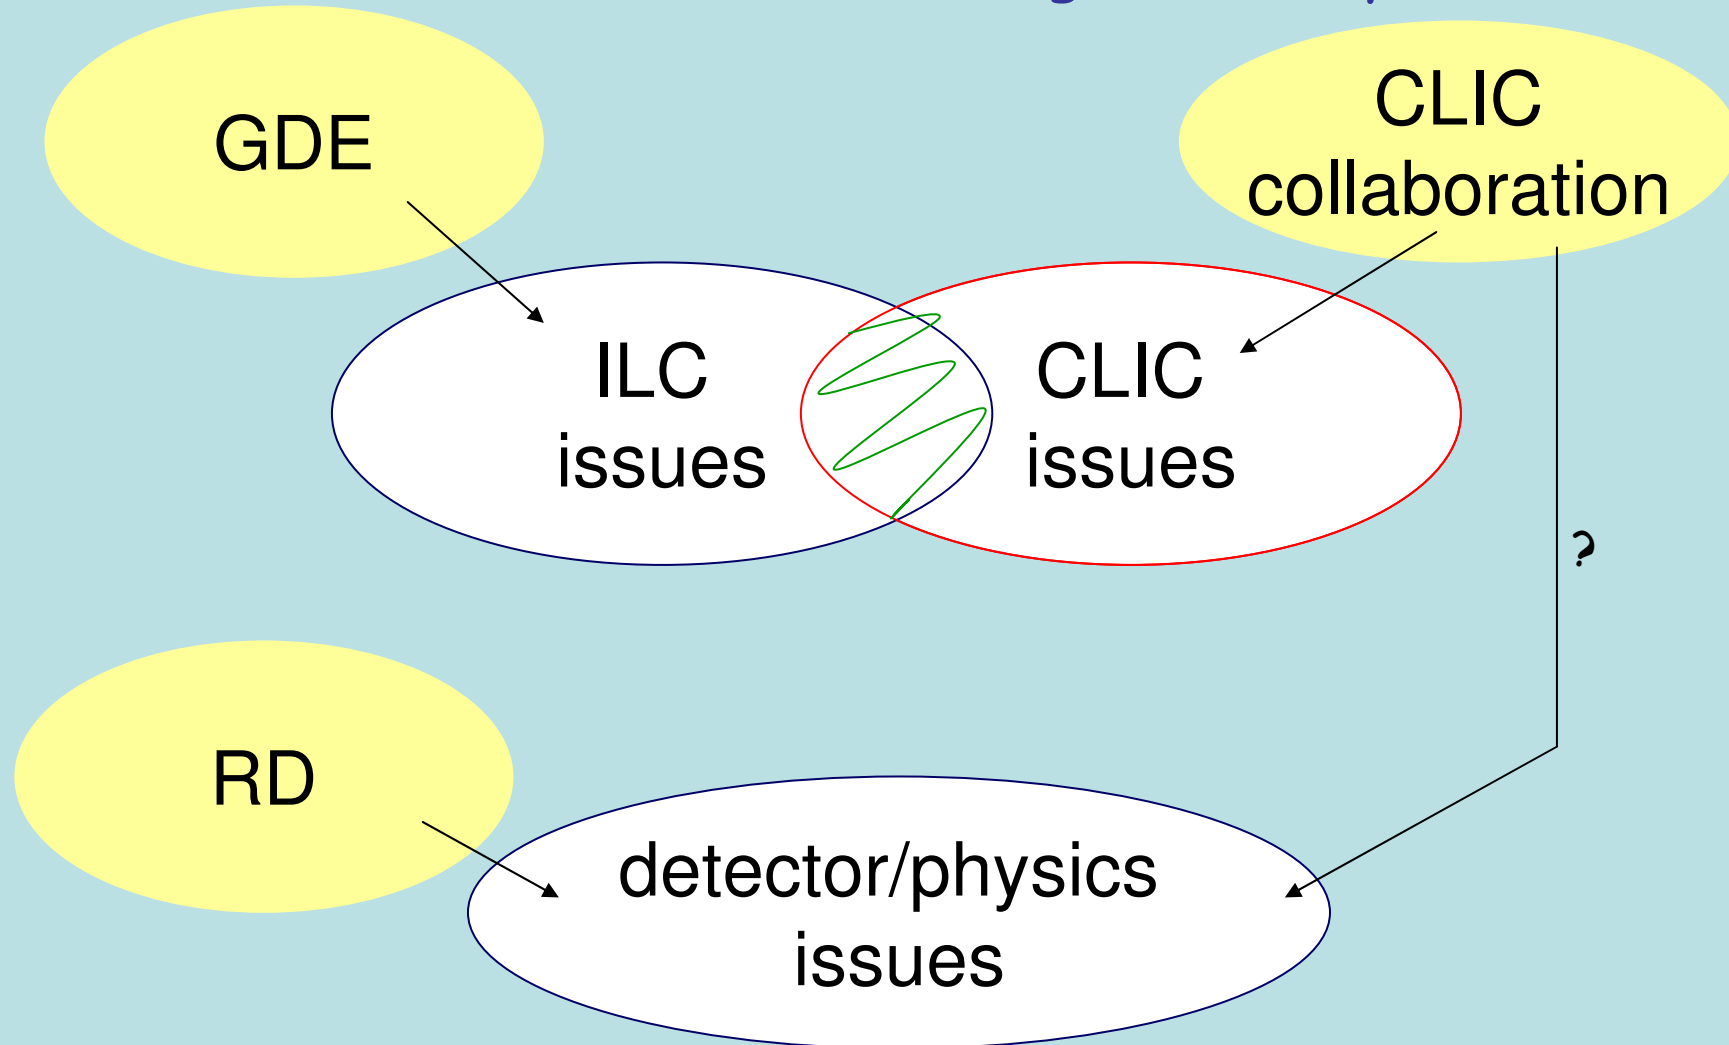 GDE
CLIC
collaboration
ILC
issues
CLIC
issues
?
RD
detector/physics
issues